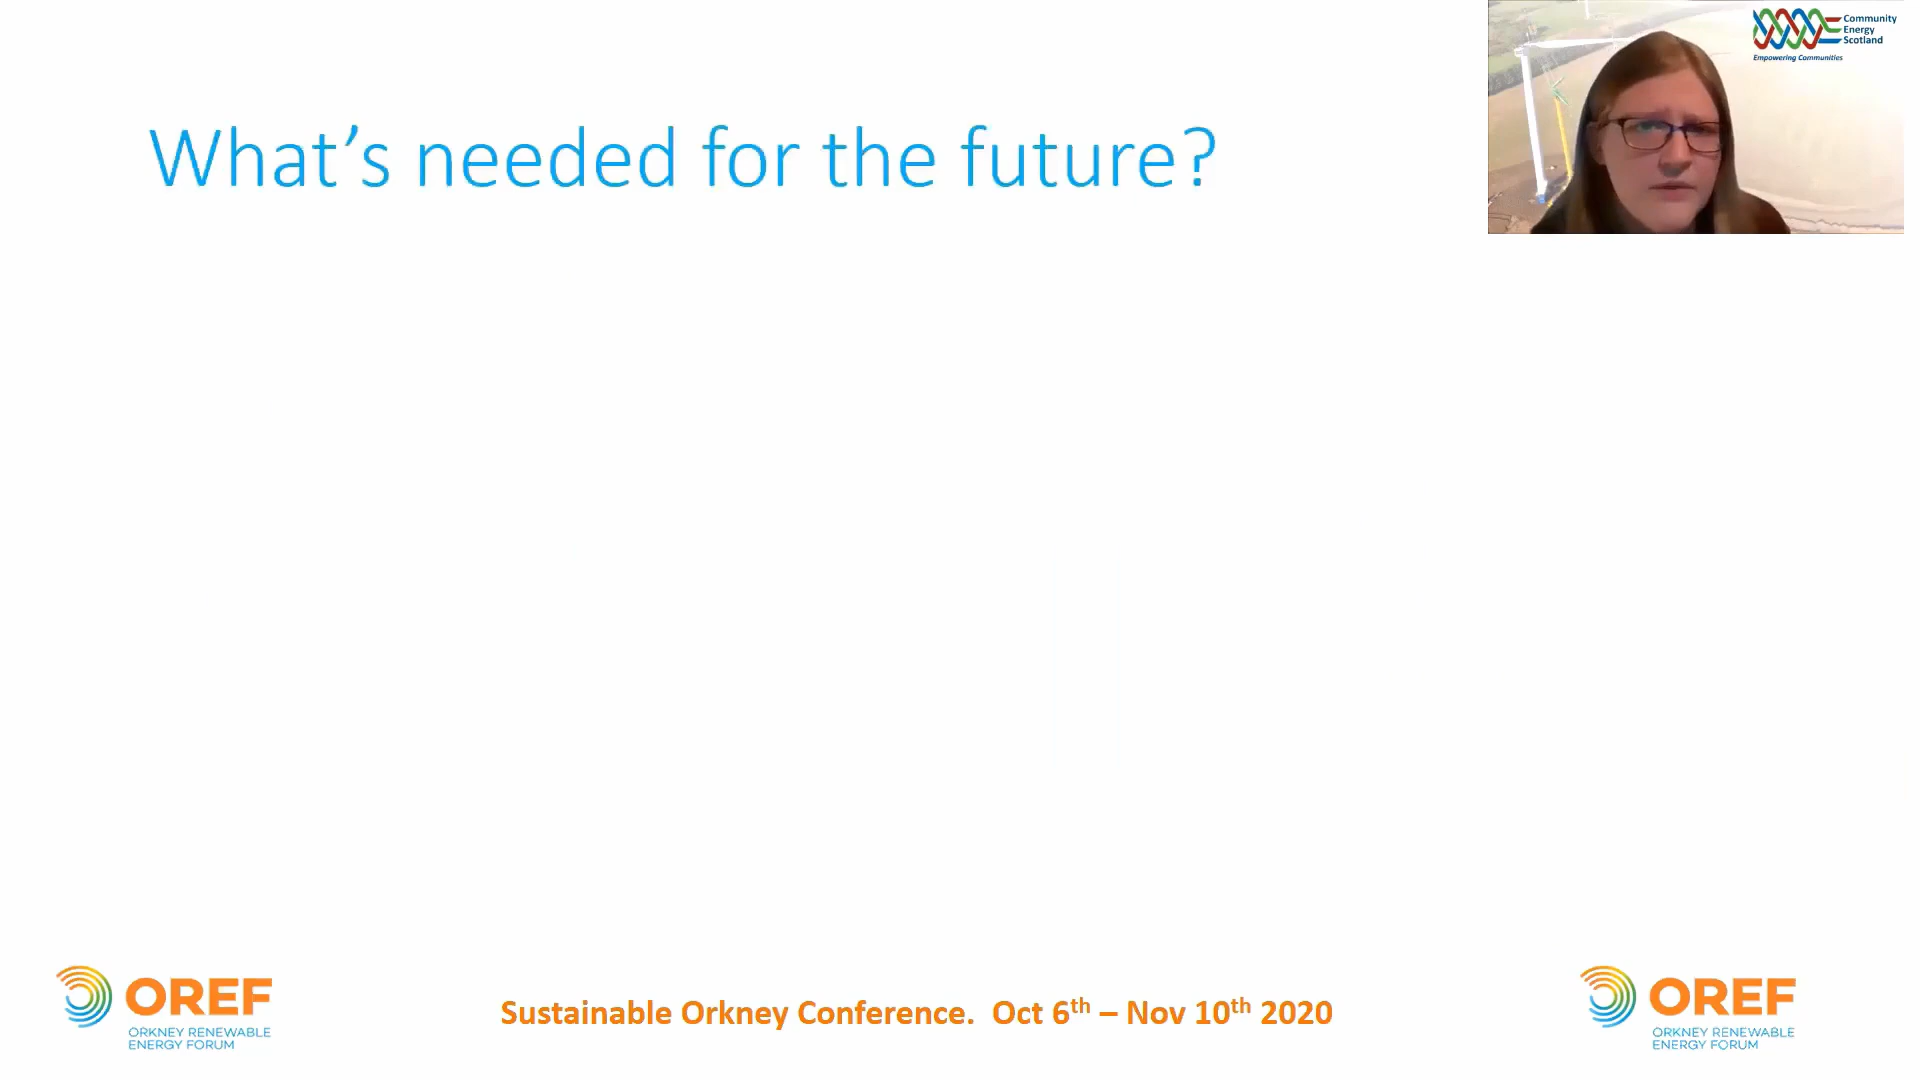 Community
Energy
Scotland
Empowering Communities
What's needed for the future?
OREF
ORKNEY RENEWABLE
ENERGY FORUM
Sustainable Orkney Conference. Oct 6th – Nov 10th 2020
OREF
ORKNEY RENEWABLE
ENERGY FORUM